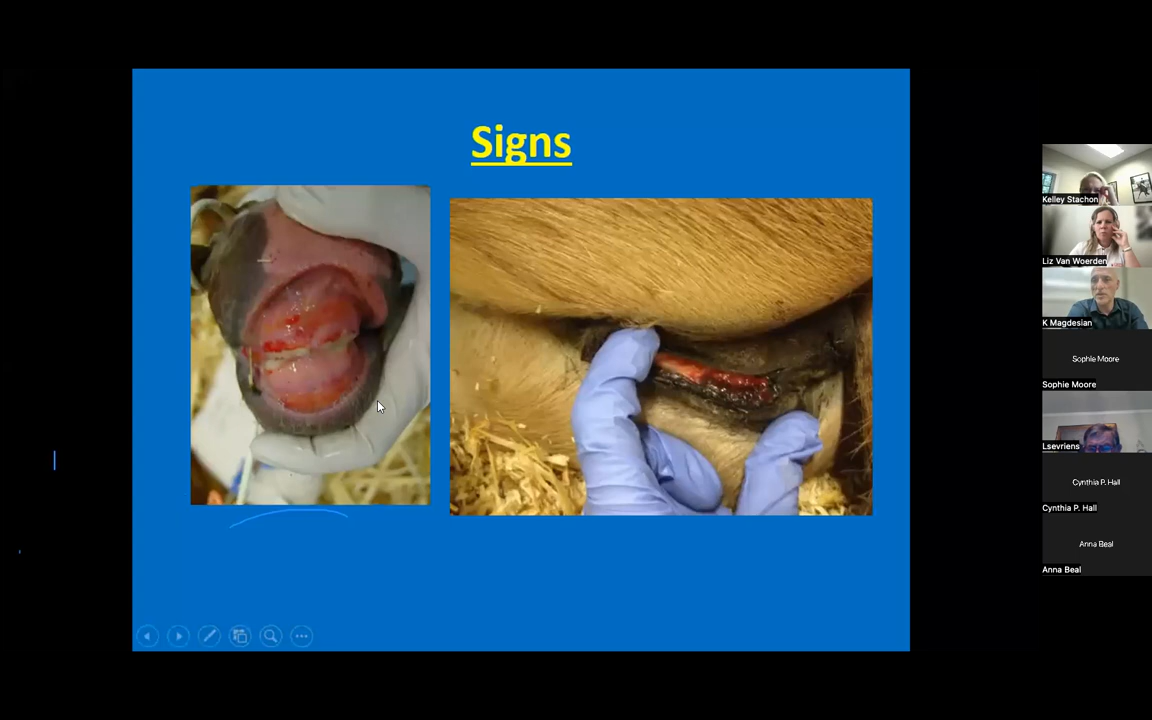 Signs
Kelley Stachon
Liz Van Woerden
K Magdesian
Sophie Moore
Sophie Moore
Lsevriens
Cynthia P. Hall
Cynthia P. Hall
Anna Beal
Anna Beal